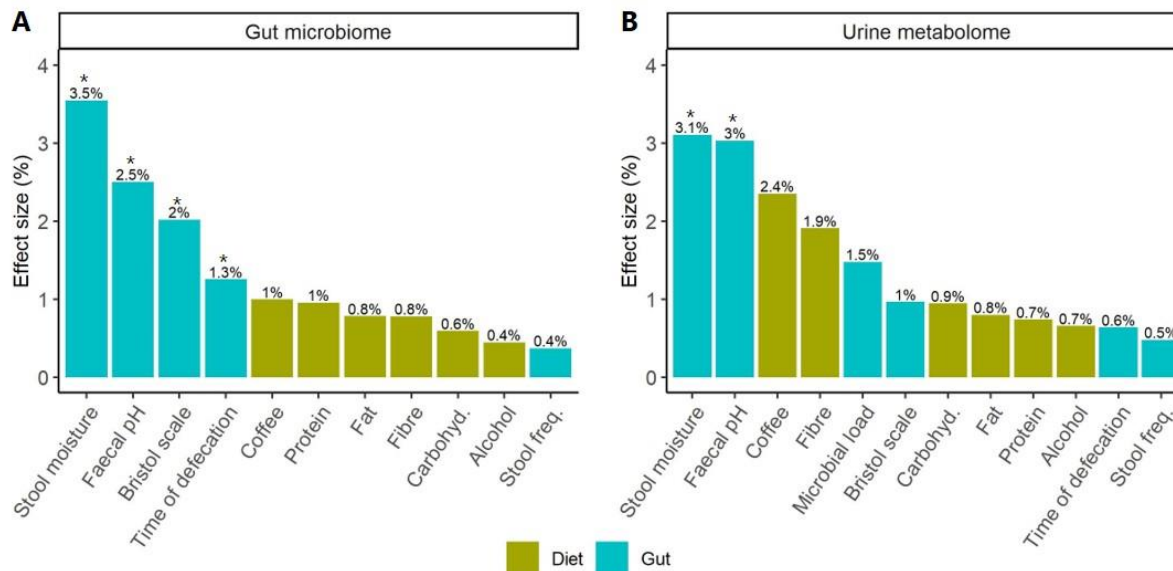 A
Gut microbiome
Effect size (%)
4
3
2
1
0
*
3.5%
*
2.5%
*
2%
*
1.3%
1%
1%
0.8%
0.8%
0.6%
0.4%
0.4%
Stool moisture
Faecal pH
Bristol scale
Time of defecation
Coffee
Protein
Fat
Fibre
Carbohyd.
Alcohol
Stool freq.
B
Urine metabolome
Effect size (%)
4
3
2
1
0
*
3.1%
*
3%
2.4%
1.9%
1.5%
1%
0.9%
0.8%
0.7%
0.7%
0.6%
0.5%
Stool moisture
Faecal pH
Coffee
Fibre
Microbial load
Bristol scale
Carbohyd.
Fat
Protein
Alcohol
Time of defecation
Stool freq.
Diet
Gut